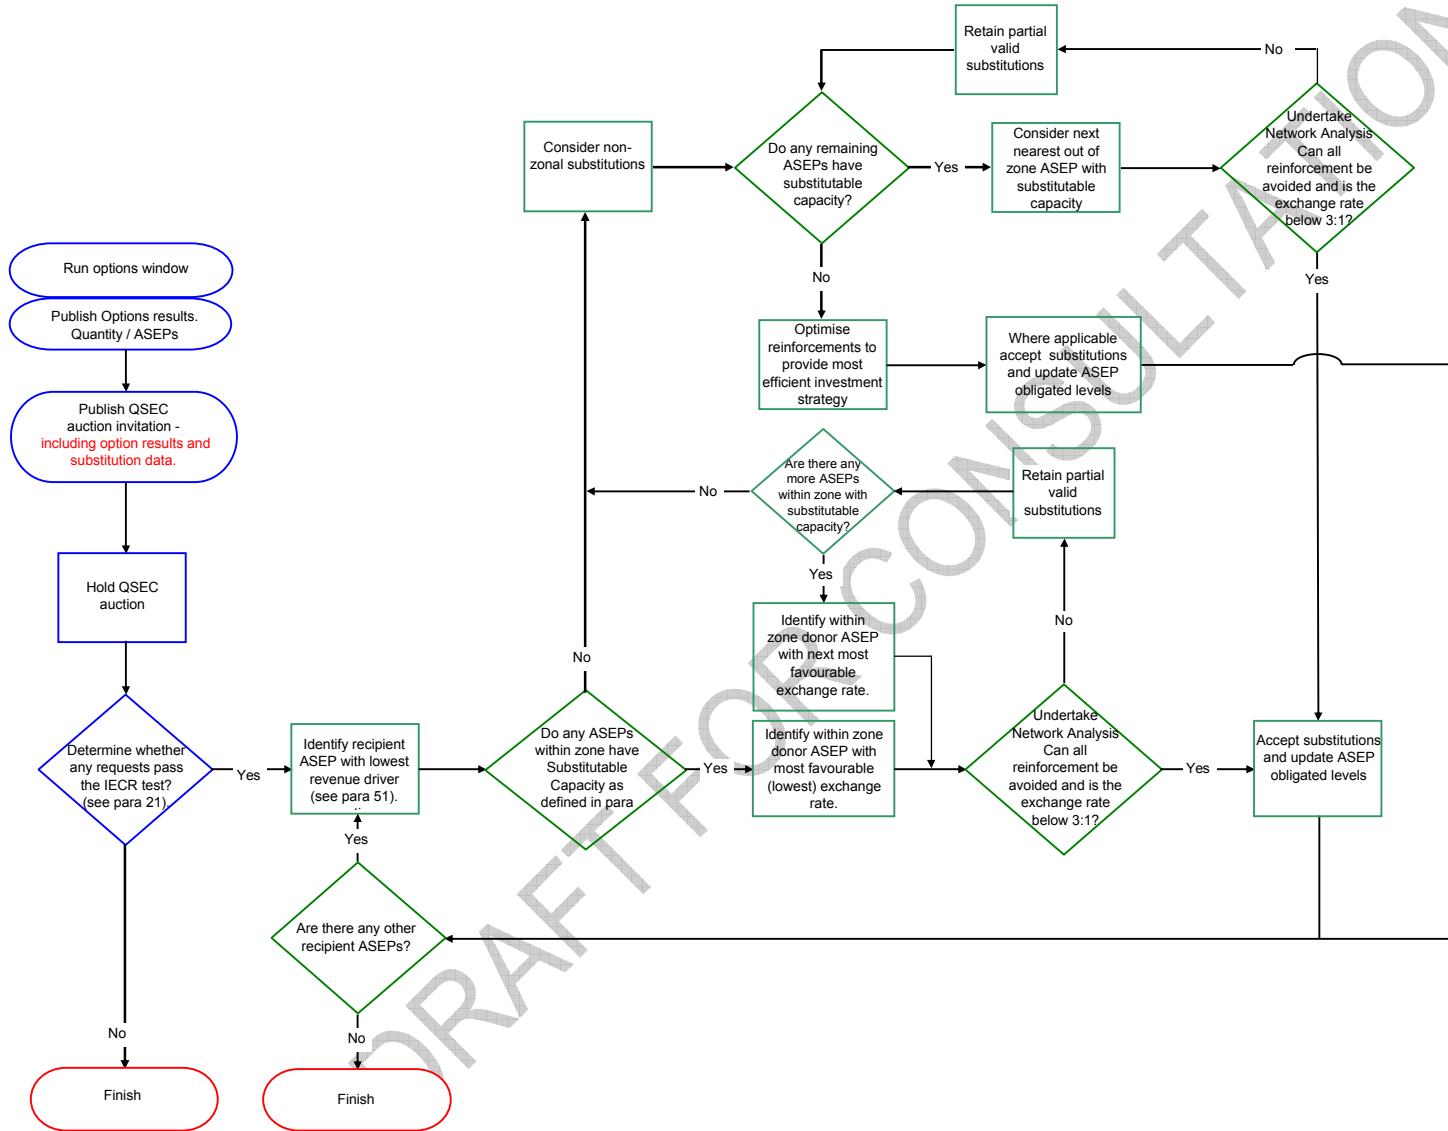 Retain partial
valid
substitutions
No
Undertake
Network Analysis
Can all
reinforcement be
avoided and is the
exchange rate
below 3:1?
Consider non-
zonal substitutions
Do any remaining
ASEPs have
substitutable
capacity?
Yes
Consider next
nearest out of
zone ASEP with
substitutable
capacity
Run options window
No
Yes
Publish Options results.
Quantity / ASEPs
Optimise
reinforcements to
provide most
efficient investment
strategy
Where applicable
accept substitutions
and update ASEP
obligated levels
Publish QSEC
auction invitation -
including option results and
substitution data.
Are there any
more ASEPs
within zone with
substitutable
capacity?
No
Retain partial
valid
substitutions
Hold QSEC
auction
Yes
Identify within
zone donor ASEP
with next most
favourable
exchange rate.
No
No
Determine whether
any requests pass
the IECR test?
(see para 21).
Yes
Identify recipient
ASEP with lowest
revenue driver
(see para 51).
Do any ASEPs
within zone have
Substitutable
Capacity as
defined in para
Yes
Identify within zone
donor ASEP with
most favourable
(lowest) exchange
rate.
Undertake
Network Analysis
Can all
reinforcement be
avoided and is the
exchange rate
below 3:1?
Yes
Accept substitutions
and update ASEP
obligated levels
Yes
Are there any other
recipient ASEPs?
No
No
Finish
Finish
DRAFT FOR CONSULTATION